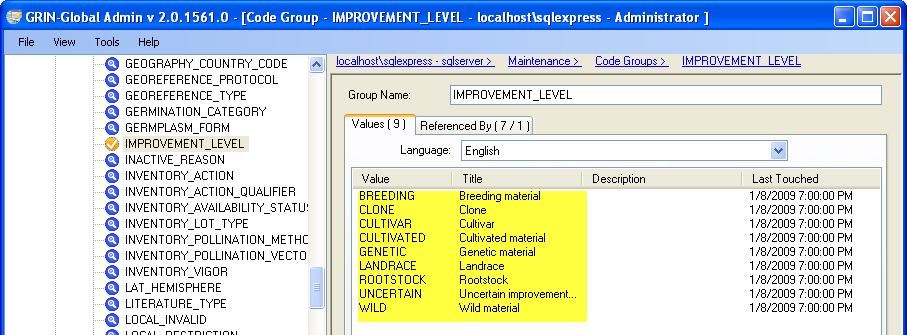 GRIN-Global Admin v 2.0.1561.0 - [Code Group - IMPROVEMENT_LEVEL - localhost\sqlexpress - Administrator ]
File View Tools Help
GEOGRAPHY_COUNTRY_CODE
GEOREFERENCE_PROTOCOL
GEOREFERENCE_TYPE
GERMINATION_CATEGORY
GERMPLASM_FORM
IMPROVEMENT_LEVEL
INACTIVE_REASON
INVENTORY_ACTION
INVENTORY_ACTION_QUALIFIER
INVENTORY_AVAILABILITY_STATUS
INVENTORY_LOT_TYPE
INVENTORY_POLLINATION_METHO
INVENTORY_POLLINATION_VECTO
INVENTORY_VIGOR
LAT_HEMISPHERE
LITERATURE_TYPE
LOCAL_INVALID
LOCAL_RESTRICTION
localhost\sqlexpress - sqlserver > Maintenance > Code Groups > IMPROVEMENT_LEVEL
Group Name: IMPROVEMENT_LEVEL
Values ( 9 ) Referenced By ( 7 / 1 )
Language: English
Value Title Description Last Touched
BREEDING Breeding material 1/8/2009 7:00:00 PM
CLONE Clone 1/8/2009 7:00:00 PM
CULTIVAR Cultivar 1/8/2009 7:00:00 PM
CULTIVATED Cultivated material 1/8/2009 7:00:00 PM
GENETIC Genetic material 1/8/2009 7:00:00 PM
LANDRACE Landrace 1/8/2009 7:00:00 PM
ROOTSTOCK Rootstock 1/8/2009 7:00:00 PM
UNCERTAIN Uncertain improvement... 1/8/2009 7:00:00 PM
WILD Wild material 1/8/2009 7:00:00 PM